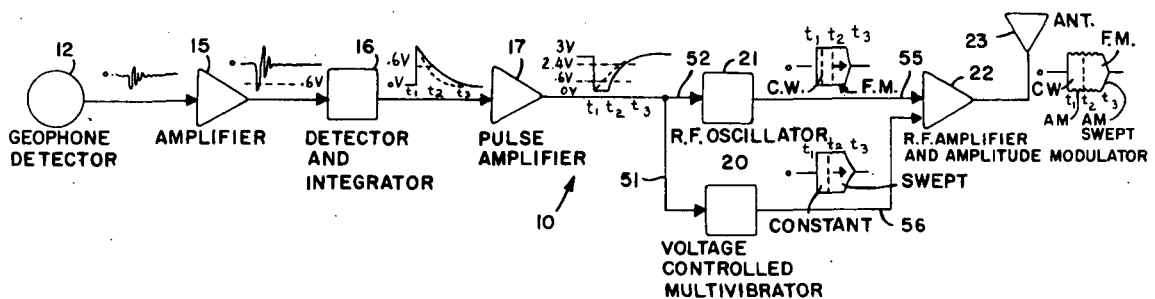 12
GEOPHONE
DETECTOR
15
AMPLIFIER
.6V
16
DETECTOR
AND
INTEGRATOR
.6V
.0V
t1 t2 t3
17
PULSE
AMPLIFIER
3V
2.4V
.6V
0V
t1 t2 t3
10
52
51
21
R.F. OSCILLATOR
20
t1 t2 t3
C.W.
F.M.
55
VOLTAGE
CONTROLLED
MULTIVIBRATOR
t1 t2 t3
CONSTANT
SWEPT
56
22
R.F. AMPLIFIER
AND AMPLITUDE MODULATOR
23
ANT.
F.M.
CW
t1 t2 t3
AM
AM
SWEPT